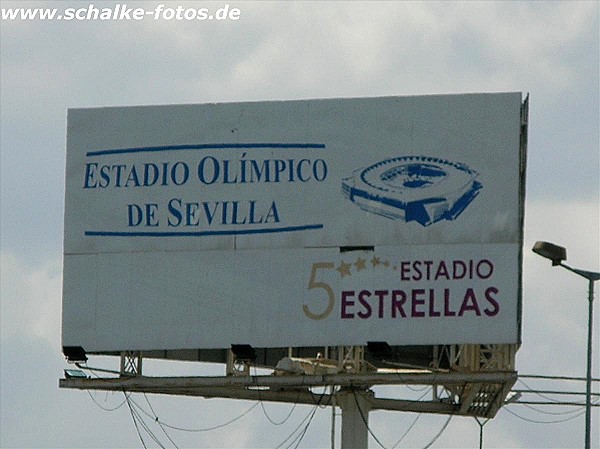 www.schalke-fotos.de
ESTADIO OLÍMPICO
DE SEVILLA
5 ESTADIO
ESTRELLAS